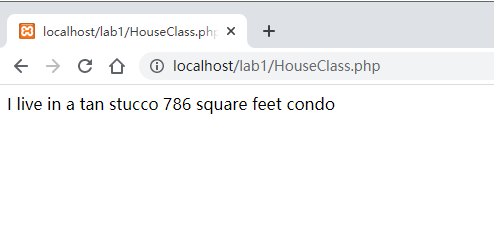 localhost/lab1/HouseClass.php
localhost/lab1/HouseClass.php
I live in a tan stucco 786 square feet condo